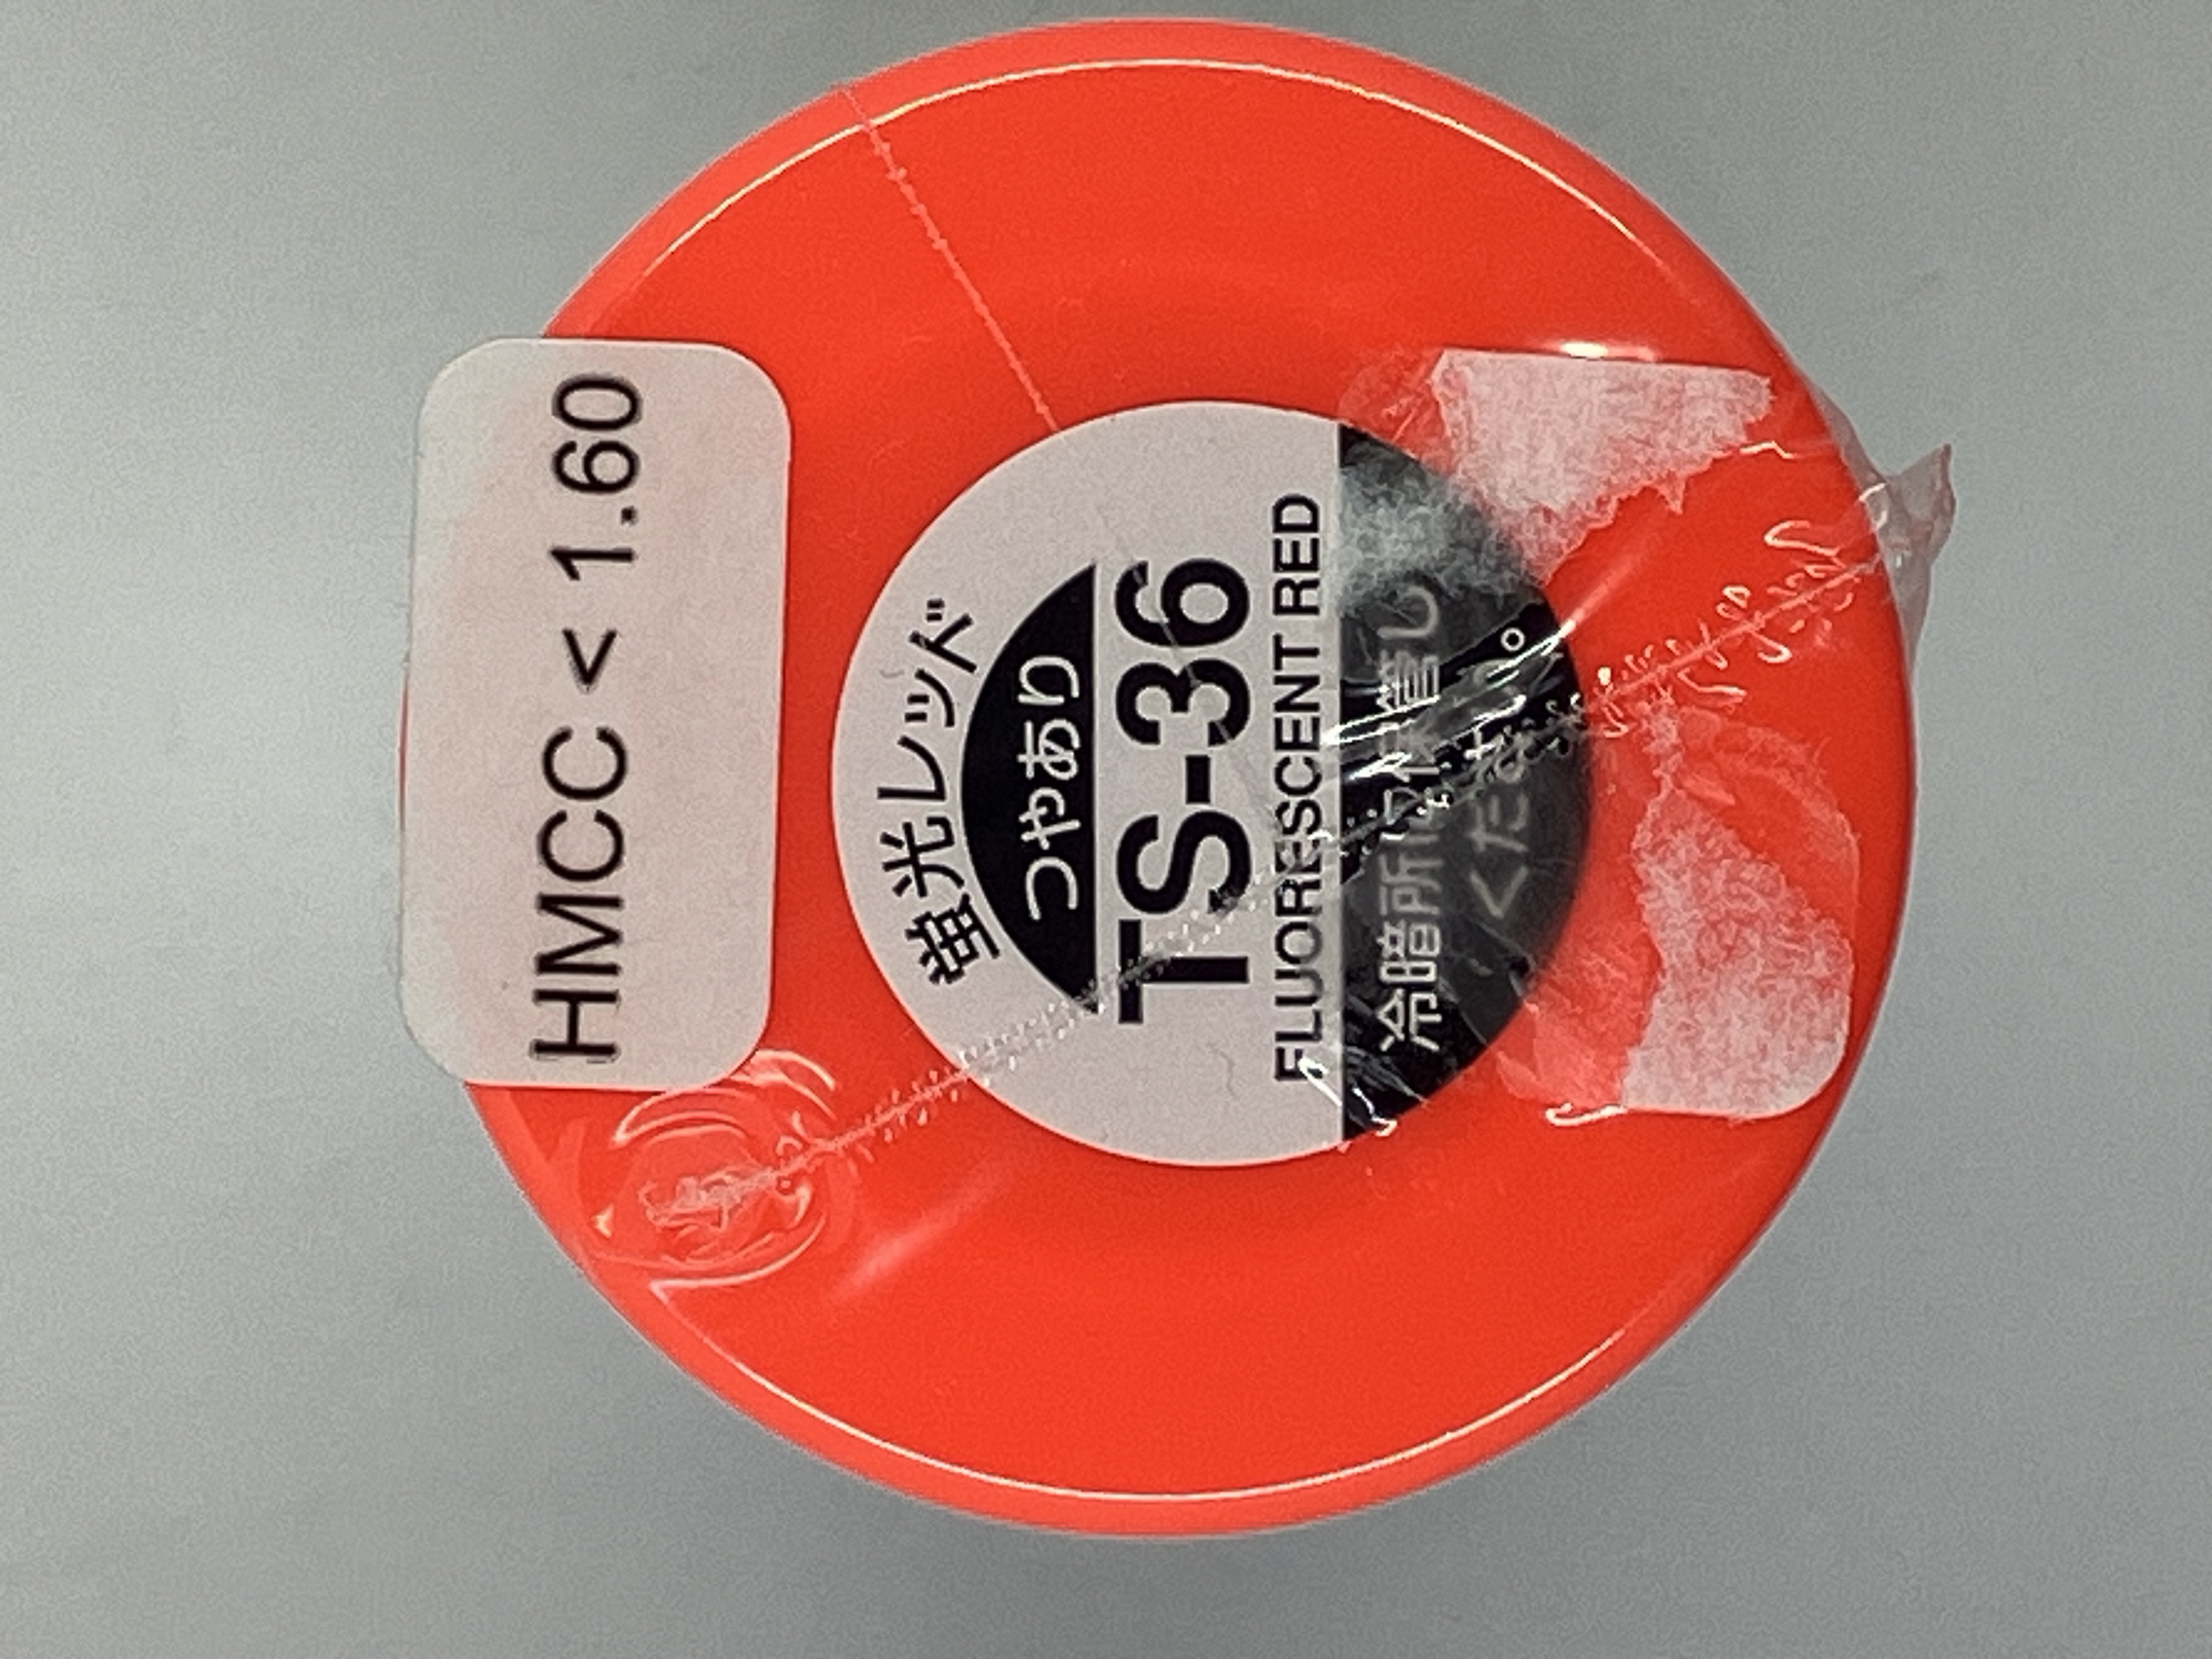 HMCC < 1.60
蛍光レッド
つやあり
TS-36
FLUORESCENT RED
冷暗所に保管し
ください。